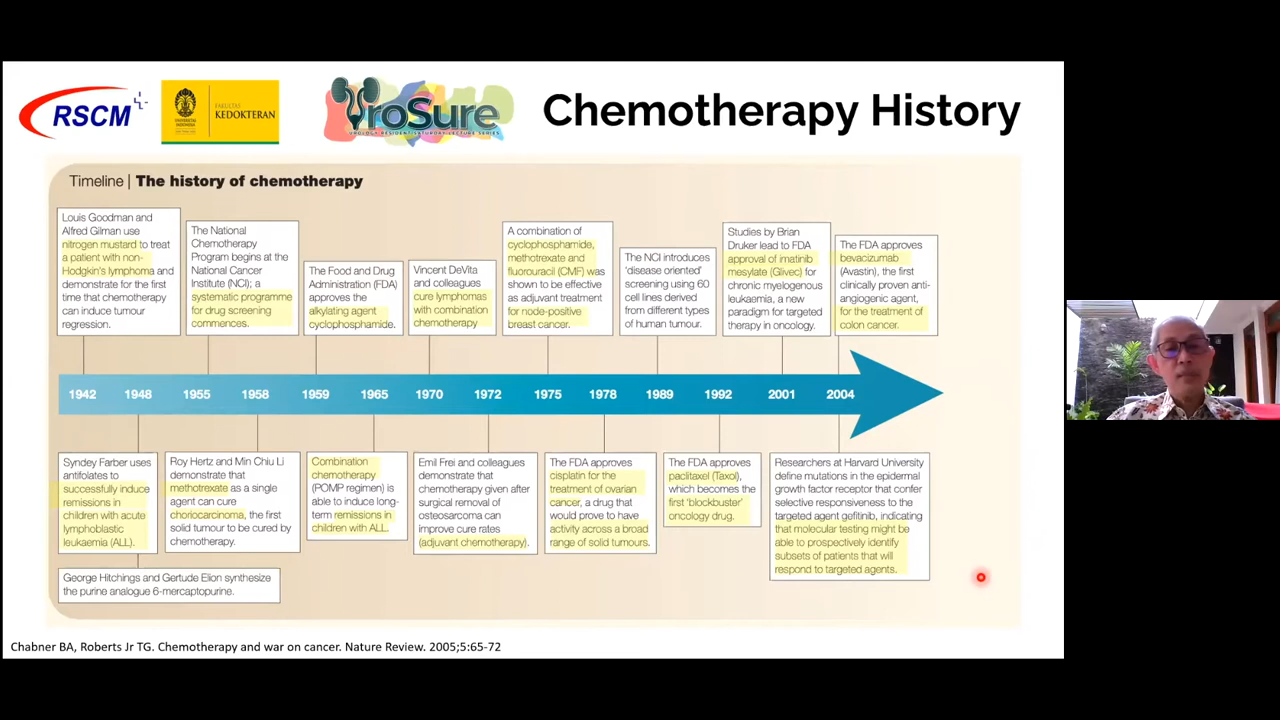 RSCM
FAKULTAS
KEDOKTERAN
UroSure
UROLOGY RESIDENT SATURDAY LECTURE SERIES
Chemotherapy History
Timeline | The history of chemotherapy
Louis Goodman and
Alfred Gilman use
nitrogen mustard to treat
a patient with non-
Hodgkin's lymphoma and
demonstrate for the first
time that chemotherapy
can induce tumour
regression.
The National
Chemotherapy
Program begins at the
National Cancer
Institute (NCI); a
systematic programme
for drug screening
commences.
The Food and Drug
Administration (FDA)
approves the
alkylating agent
cyclophosphamide.
Vincent DeVita
and colleagues
cure lymphomas
with combination
chemotherapy
A combination of
cyclophosphamide,
methotrexate and
fluorouracil (CMF) was
shown to be effective
as adjuvant treatment
for node-positive
breast cancer.
The NCI introduces
'disease oriented'
screening using 60
cell lines derived
from different types
of human tumour.
Studies by Brian
Druker lead to FDA
approval of imatinib
mesylate (Glivec) for
chronic myelogenous
leukaemia, a new
paradigm for targeted
therapy in oncology.
The FDA approves
bevacizumab
(Avastin), the first
clinically proven anti-
angiogenic agent,
for the treatment of
colon cancer.
1942 1948 1955 1958 1959 1965 1970 1972 1975 1978 1989 1992 2001 2004
Syndey Farber uses
antifolates to
successfully induce
remissions in
children with acute
lymphoblastic
leukaemia (ALL).
Roy Hertz and Min Chiu Li
demonstrate that
methotrexate as a single
agent can cure
choriocarcinoma, the first
solid tumour to be cured by
chemotherapy.
Combination
chemotherapy
(POMP regimen) is
able to induce long-
term remissions in
children with ALL.
Emil Frei and colleagues
demonstrate that
chemotherapy given after
surgical removal of
osteosarcoma can
improve cure rates
(adjuvant chemotherapy).
The FDA approves
cisplatin for the
treatment of ovarian
cancer, a drug that
would prove to have
activity across a broad
range of solid tumours.
The FDA approves
paclitaxel (Taxol),
which becomes the
first 'blockbuster'
oncology drug.
Researchers at Harvard University
define mutations in the epidermal
growth factor receptor that confer
selective responsiveness to the
targeted agent gefitinib, indicating
that molecular testing might be
able to prospectively identify
subsets of patients that will
respond to targeted agents.
George Hitchings and Gertude Elion synthesize
the purine analogue 6-mercaptopurine.
Chabner BA, Roberts Jr TG. Chemotherapy and war on cancer. Nature Review. 2005;5:65-72